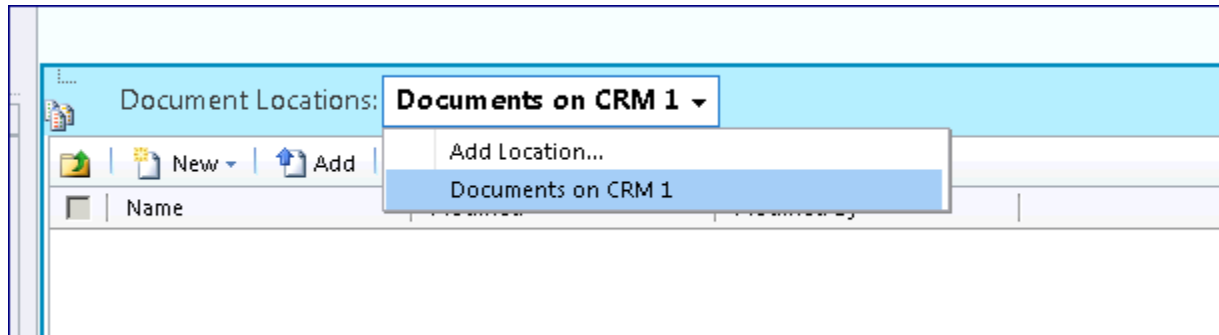 Document Locations: Documents on CRM 1
Add Location...
New Add
Documents on CRM 1
Name